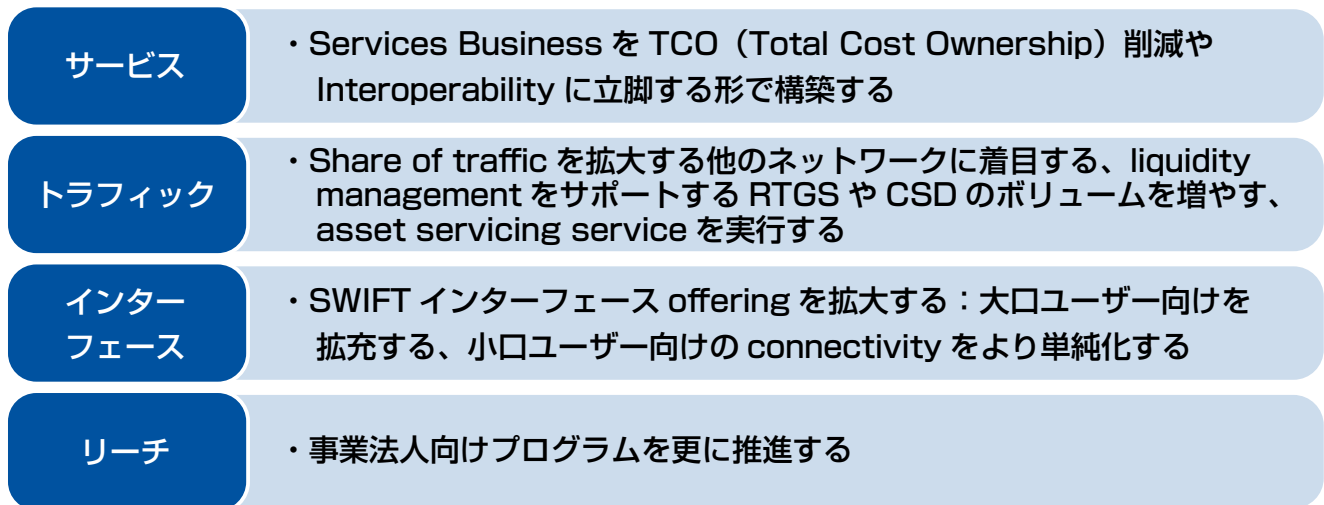 サービス
・Services Business を TCO（Total Cost Ownership）削減や
Interoperability に立脚する形で構築する
トラフィック
・Share of traffic を拡大する他のネットワークに着目する、liquidity
management をサポートする RTGS や CSD のボリュームを増やす、
asset servicing service を実行する
インター
フェース
・SWIFT インターフェース offering を拡大する：大口ユーザー向けを
拡充する、小口ユーザー向けの connectivity をより単純化する
リーチ
・事業法人向けプログラムを更に推進する